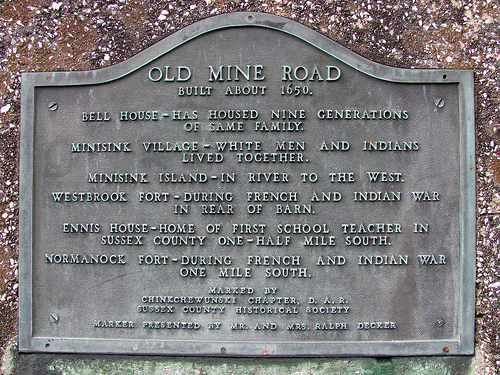 OLD MINE ROAD
BUILT ABOUT 1650.
BELL HOUSE - HAS HOUSED NINE GENERATIONS
OF SAME FAMILY.
MINISINK VILLAGE - WHITE MEN AND INDIANS
LIVED TOGETHER.
MINISINK ISLAND - IN RIVER TO THE WEST.
WESTBROOK FORT - DURING FRENCH AND INDIAN WAR
IN REAR OF BARN.
ENNIS HOUSE - HOME OF FIRST SCHOOL TEACHER IN
SUSSEX COUNTY ONE-HALF MILE SOUTH.
NORMANOCK FORT - DURING FRENCH AND INDIAN WAR
ONE MILE SOUTH.
MARKED BY
CHINKCHEWUNSKI CHAPTER, D. A. R.
SUSSEX COUNTY HISTORICAL SOCIETY
MARKER PRESENTED BY MR. AND MRS. RALPH DECKER